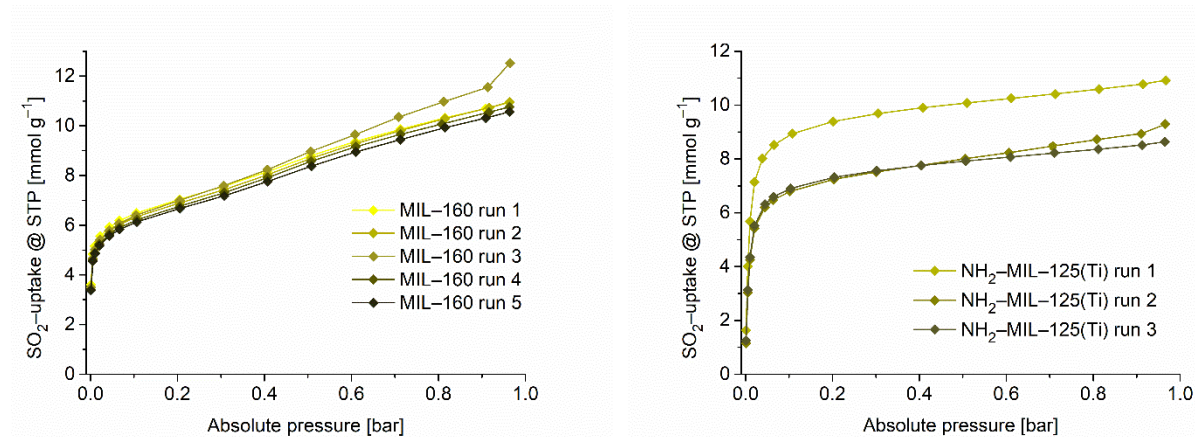 SO₂–uptake @ STP [mmol g⁻¹]
12
10
8
6
4
2
0
MIL–160 run 1
MIL–160 run 2
MIL–160 run 3
MIL–160 run 4
MIL–160 run 5
0.0 0.2 0.4 0.6 0.8 1.0
Absolute pressure [bar]
SO₂–uptake @ STP [mmol g⁻¹]
12
10
8
6
4
2
0
NH₂–MIL–125(Ti) run 1
NH₂–MIL–125(Ti) run 2
NH₂–MIL–125(Ti) run 3
0.0 0.2 0.4 0.6 0.8 1.0
Absolute pressure [bar]